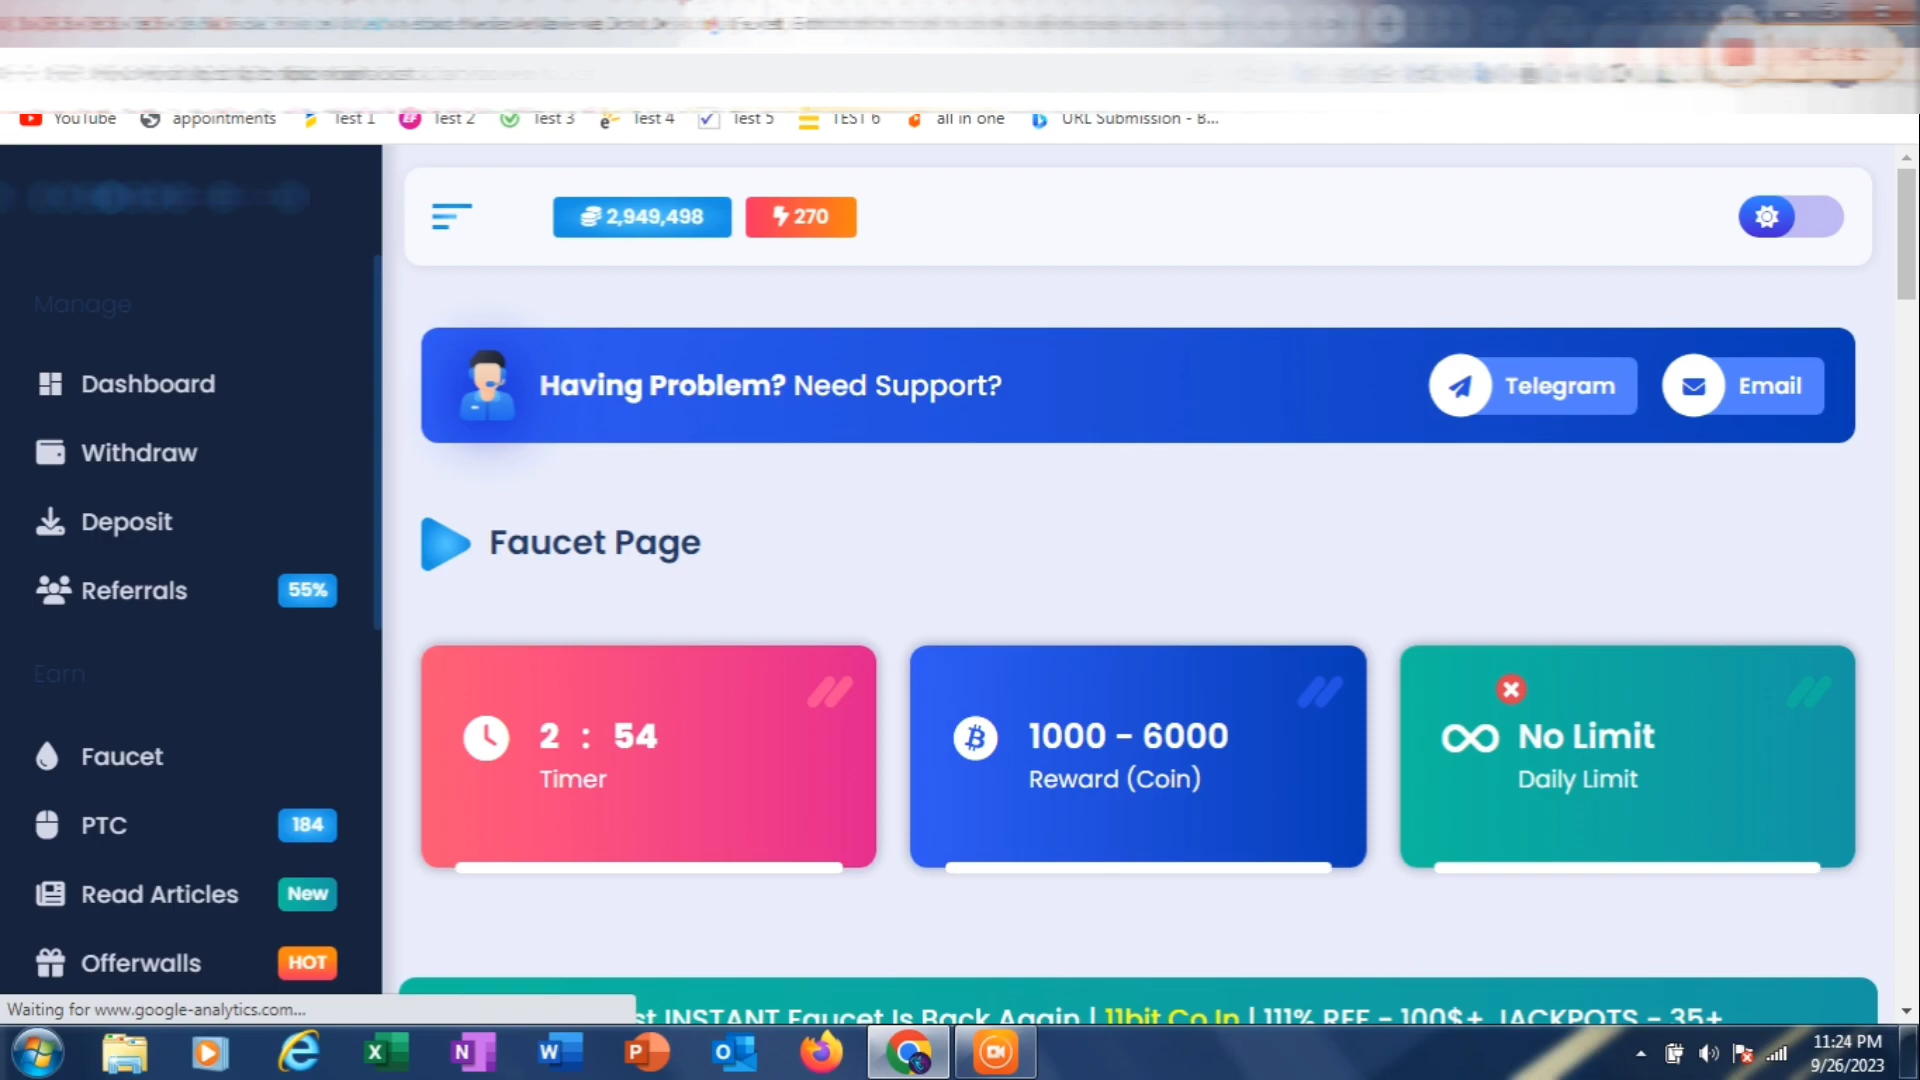 YouTube appointments Test 1 Test 2 Test 3 Test 4 Test 5 TEST 6 all in one URL Submission - B...
2,949,498 270
Having Problem? Need Support? Telegram Email
Manage
Dashboard
Withdraw
Deposit
Referrals 55%
Earn
Faucet
PTC 184
Read Articles New
Offerwalls HOT
Faucet Page
2 : 54
Timer
1000 - 6000
Reward (Coin)
No Limit
Daily Limit
st INSTANT Faucet Is Back Again | 11bit.Co.In | 111% REF - 100$+ JACKPOTS - 35+
Waiting for www.google-analytics.com...
11:24 PM
9/26/2023